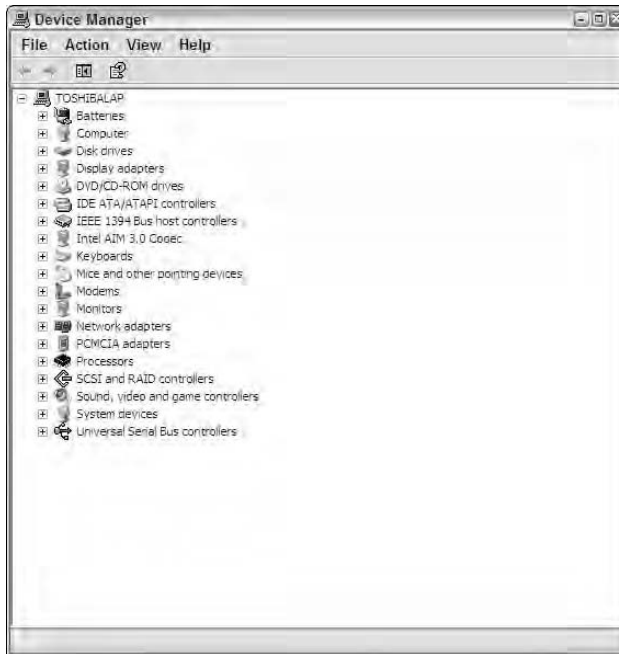 Device Manager
File Action View Help
TOSHIBALAP
Batteries
Computer
Disk drives
Display adapters
DVD/CD-ROM drives
IDE ATA/ATAPI controllers
IEEE 1394 Bus host controllers
Intel AIM 3.0 Codec
Keyboards
Mice and other pointing devices
Modems
Monitors
Network adapters
PCMCIA adapters
Processors
SCSI and RAID controllers
Sound, video and game controllers
System devices
Universal Serial Bus controllers